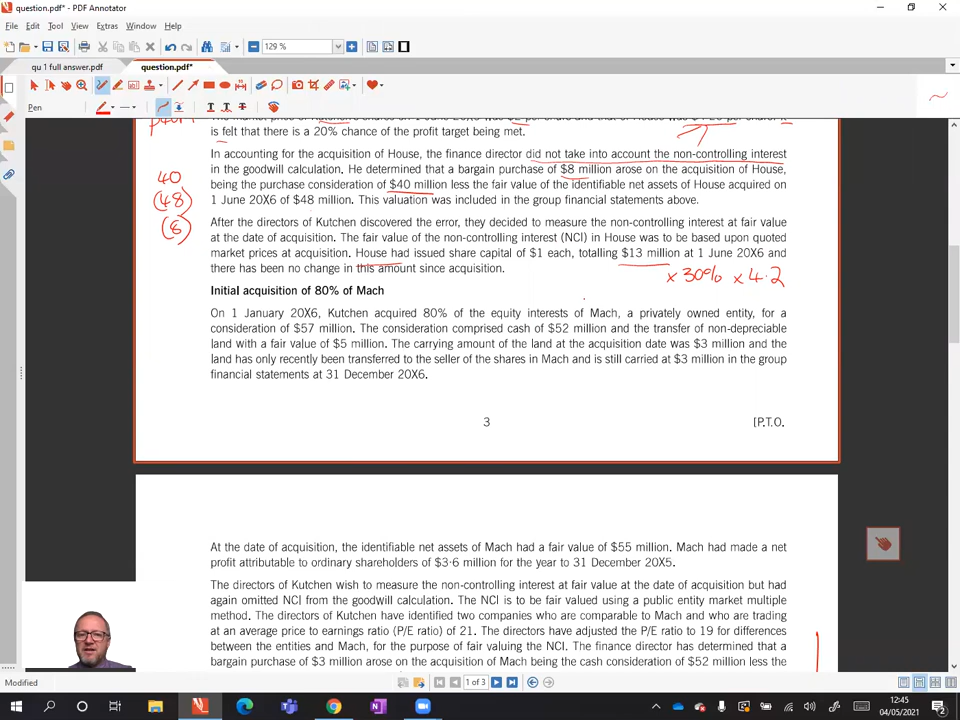 question.pdf* - PDF Annotator
File Edit Tool View Extras Window Help
129 %
qu 1 full answer.pdf question.pdf*
Pen
is felt that there is a 20% chance of the profit target being met.
In accounting for the acquisition of House, the finance director did not take into account the non-controlling interest
in the goodwill calculation. He determined that a bargain purchase of $8 million arose on the acquisition of House,
being the purchase consideration of $40 million less the fair value of the identifiable net assets of House acquired on
1 June 20X6 of $48 million. This valuation was included in the group financial statements above.
40
(48)
(8)
After the directors of Kutchen discovered the error, they decided to measure the non-controlling interest at fair value
at the date of acquisition. The fair value of the non-controlling interest (NCI) in House was to be based upon quoted
market prices at acquisition. House had issued share capital of $1 each, totalling $13 million at 1 June 20X6 and
there has been no change in this amount since acquisition.
x 30% x 4.2
Initial acquisition of 80% of Mach
On 1 January 20X6, Kutchen acquired 80% of the equity interests of Mach, a privately owned entity, for a
consideration of $57 million. The consideration comprised cash of $52 million and the transfer of non-depreciable
land with a fair value of $5 million. The carrying amount of the land at the acquisition date was $3 million and the
land has only recently been transferred to the seller of the shares in Mach and is still carried at $3 million in the group
financial statements at 31 December 20X6.
3 [P.T.O.
At the date of acquisition, the identifiable net assets of Mach had a fair value of $55 million. Mach had made a net
profit attributable to ordinary shareholders of $3·6 million for the year to 31 December 20X5.
The directors of Kutchen wish to measure the non-controlling interest at fair value at the date of acquisition but had
again omitted NCI from the goodwill calculation. The NCI is to be fair valued using a public entity market multiple
method. The directors of Kutchen have identified two companies who are comparable to Mach and who are trading
at an average price to earnings ratio (P/E ratio) of 21. The directors have adjusted the P/E ratio to 19 for differences
between the entities and Mach, for the purpose of fair valuing the NCI. The finance director has determined that a
bargain purchase of $3 million arose on the acquisition of Mach being the cash consideration of $52 million less the
Modified
1 of 3
12:45
04/05/2021